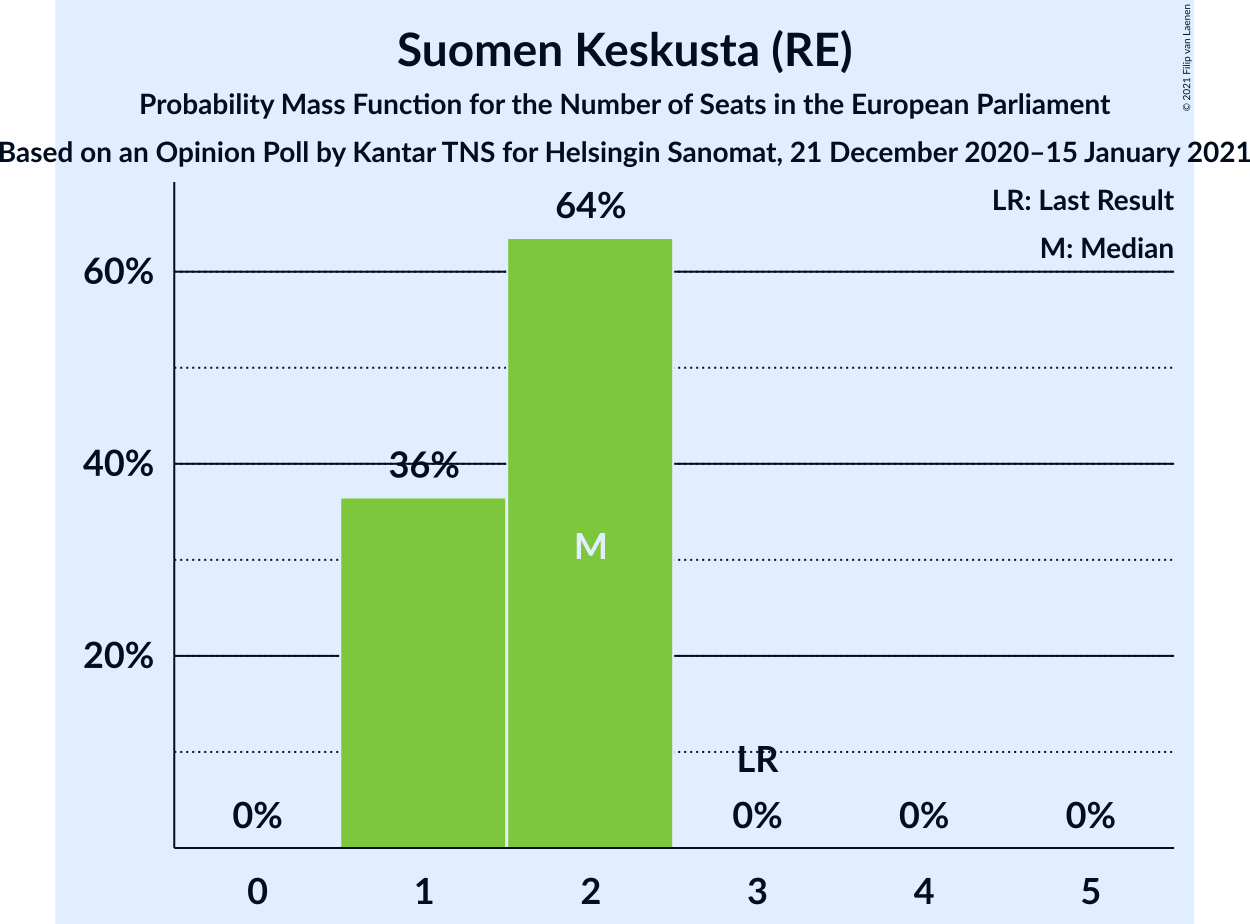 Suomen Keskusta (RE)
Probability Mass Function for the Number of Seats in the European Parliament
Based on an Opinion Poll by Kantar TNS for Helsingin Sanomat, 21 December 2020–15 January 2021
© 2021 Filip van Laenen
LR: Last Result
M: Median
64%
60%
40%
36%
M
20%
LR
0%
0%
0%
0%
0 1 2 3 4 5